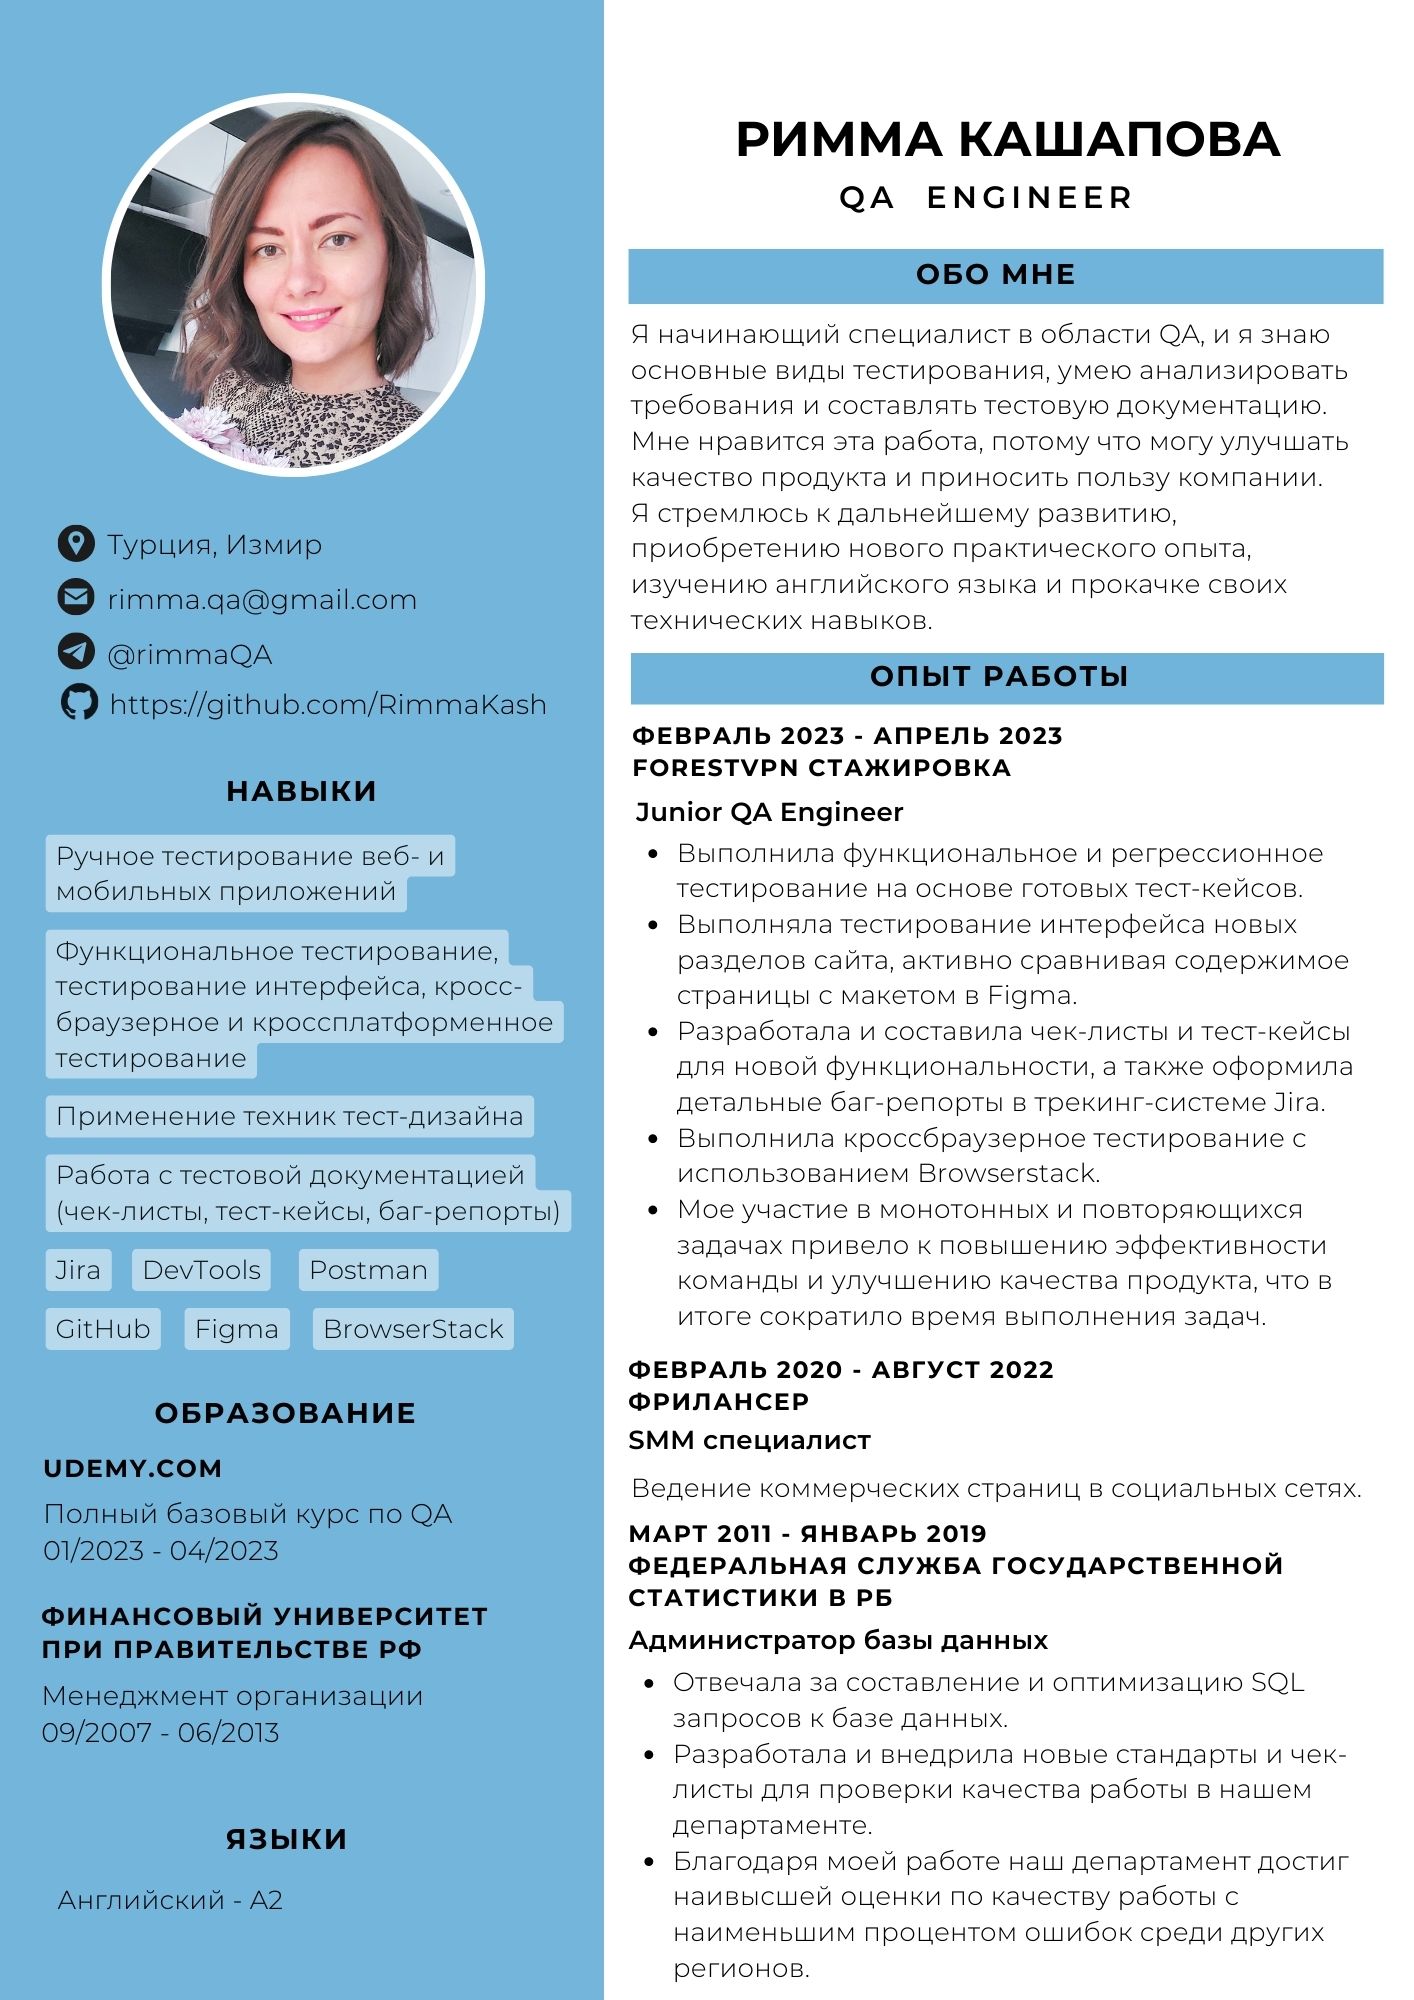 Турция, Измир
rimma.qa@gmail.com
@rimmaQA
https://github.com/RimmaKash
НАВЫКИ
Ручное тестирование веб- и
мобильных приложений
Функциональное тестирование,
тестирование интерфейса, кросс-
браузерное и кроссплатформенное
тестирование
Применение техник тест-дизайна
Работа с тестовой документацией
(чек-листы, тест-кейсы, баг-репорты)
Jira DevTools Postman
GitHub Figma BrowserStack
ОБРАЗОВАНИЕ
UDEMY.COM
Полный базовый курс по QA
01/2023 - 04/2023
ФИНАНСОВЫЙ УНИВЕРСИТЕТ
ПРИ ПРАВИТЕЛЬСТВЕ РФ
Менеджмент организации
09/2007 - 06/2013
ЯЗЫКИ
Английский - A2
РИММА КАШАПОВА
QA ENGINEER
ОБО МНЕ
Я начинающий специалист в области QA, и я знаю
основные виды тестирования, умею анализировать
требования и составлять тестовую документацию.
Мне нравится эта работа, потому что могу улучшать
качество продукта и приносить пользу компании.
Я стремлюсь к дальнейшему развитию,
приобретению нового практического опыта,
изучению английского языка и прокачке своих
технических навыков.
ОПЫТ РАБОТЫ
ФЕВРАЛЬ 2023 - АПРЕЛЬ 2023
FORESTVPN СТАЖИРОВКА
Junior QA Engineer
• Выполнила функциональное и регрессионное
тестирование на основе готовых тест-кейсов.
• Выполняла тестирование интерфейса новых
разделов сайта, активно сравнивая содержимое
страницы с макетом в Figma.
• Разработала и составила чек-листы и тест-кейсы
для новой функциональности, а также оформила
детальные баг-репорты в трекинг-системе Jira.
• Выполнила кроссбраузерное тестирование с
использованием Browserstack.
• Мое участие в монотонных и повторяющихся
задачах привело к повышению эффективности
команды и улучшению качества продукта, что в
итоге сократило время выполнения задач.
ФЕВРАЛЬ 2020 - АВГУСТ 2022
ФРИЛАНСЕР
SMM специалист
Ведение коммерческих страниц в социальных сетях.
МАРТ 2011 - ЯНВАРЬ 2019
ФЕДЕРАЛЬНАЯ СЛУЖБА ГОСУДАРСТВЕННОЙ
СТАТИСТИКИ В РБ
Администратор базы данных
• Отвечала за составление и оптимизацию SQL
запросов к базе данных.
• Разработала и внедрила новые стандарты и чек-
листы для проверки качества работы в нашем
департаменте.
• Благодаря моей работе наш департамент достиг
наивысшей оценки по качеству работы с
наименьшим процентом ошибок среди других
регионов.